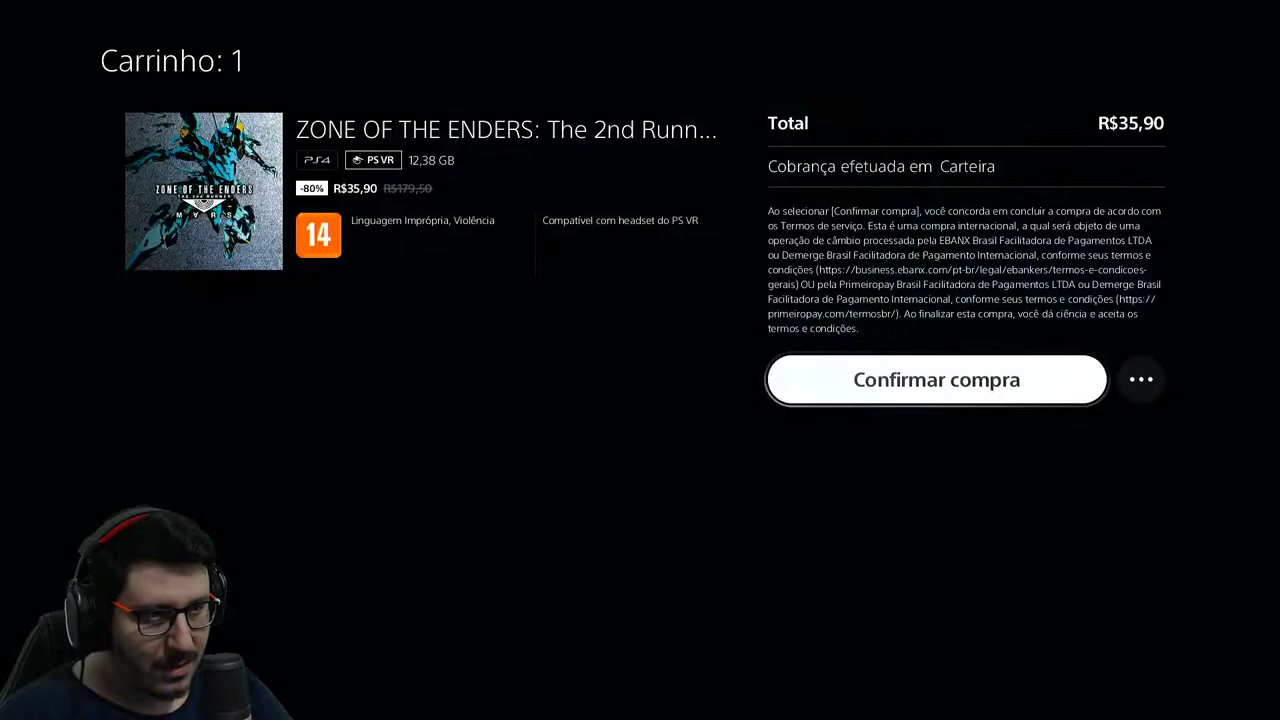 Carrinho: 1
ZONE OF THE ENDERS: The 2nd Runn...
PS4 PS VR 12,38 GB
-80% R$35,90 R$179,50
14
Linguagem Imprópria, Violência
Compatível com headset do PS VR
ZONE OF THE ENDERS
THE 2nd RUNNER
MARS
Total R$35,90
Cobrança efetuada em Carteira
Ao selecionar [Confirmar compra], você concorda em concluir a compra de acordo com
os Termos de serviço. Esta é uma compra internacional, a qual será objeto de uma
operação de câmbio processada pela EBANX Brasil Facilitadora de Pagamentos LTDA
ou Demerge Brasil Facilitadora de Pagamento Internacional, conforme seus termos e
condições (https://business.ebanx.com/pt-br/legal/ebankers/termos-e-condicoes-
gerais) OU pela Primeiropay Brasil Facilitadora de Pagamentos LTDA ou Demerge Brasil
Facilitadora de Pagamento Internacional, conforme seus termos e condições (https://
primeiropay.com/termosbr/). Ao finalizar esta compra, você dá ciência e aceita os
termos e condições.
Confirmar compra